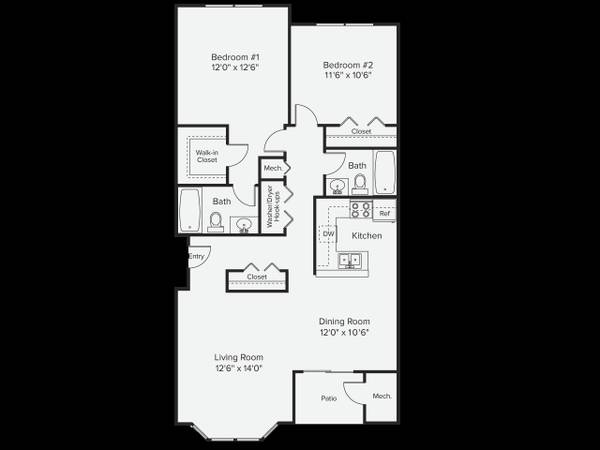 Bedroom #1
12'0" x 12'6"
Bedroom #2
11'6" x 10'6"
Closet
Walk-in
Closet
Mech.
Bath
Bath
Washer/Dryer
Hook-ups
Ref
DW
Kitchen
Entry
Closet
Dining Room
12'0" x 10'6"
Living Room
12'6" x 14'0"
Patio
Mech.